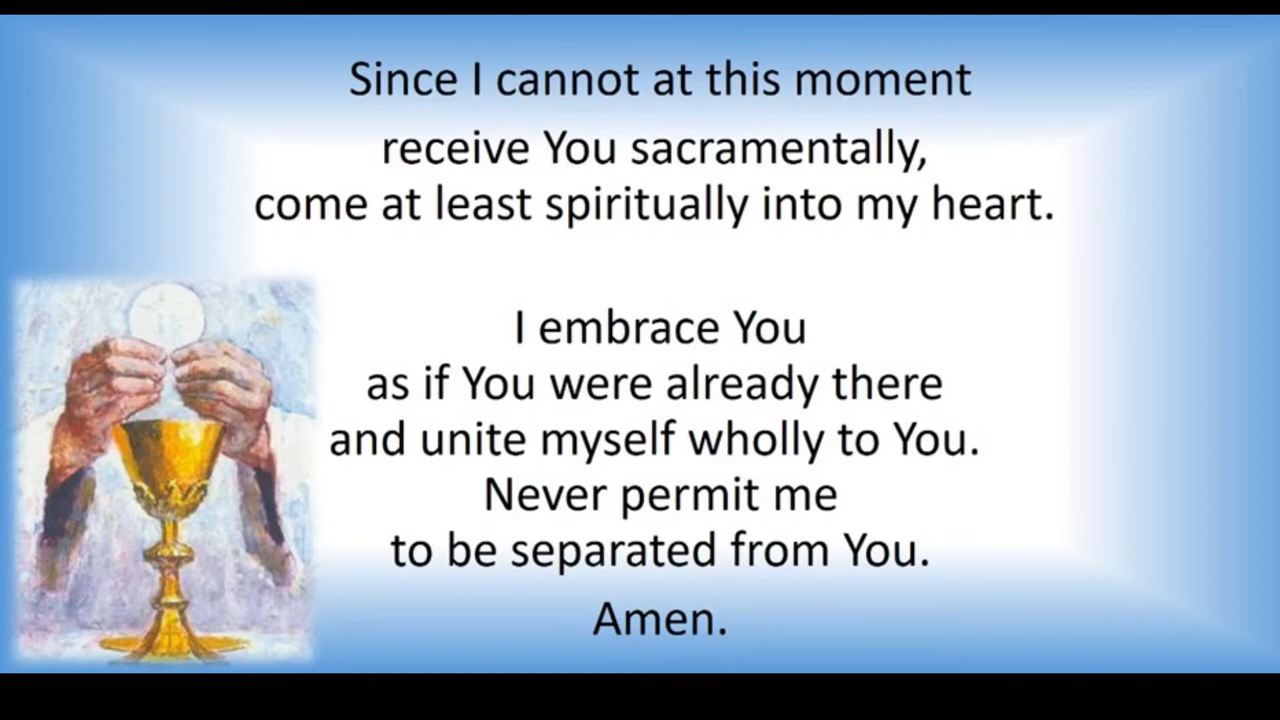 Since I cannot at this moment
receive You sacramentally,
come at least spiritually into my heart.
I embrace You
as if You were already there
and unite myself wholly to You.
Never permit me
to be separated from You.
Amen.